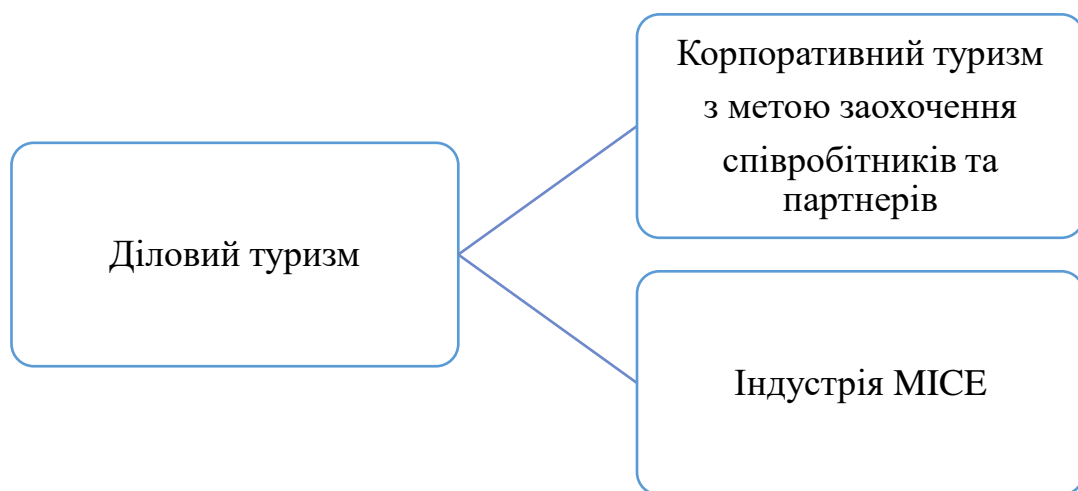 Корпоративний туризм
з метою заохочення
співробітників та
партнерів
Діловий туризм
Індустрія MICE